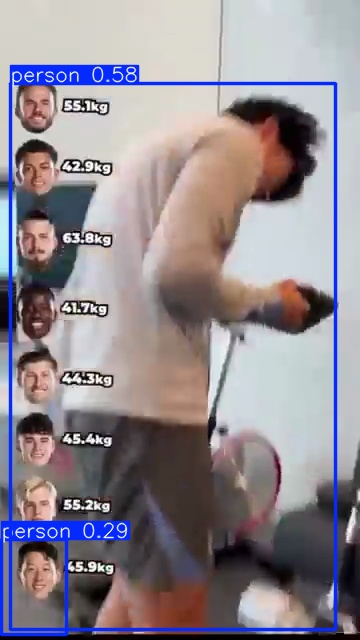 person 0.58
55.1kg
42.9kg
63.8kg
41.7kg
44.3kg
45.4kg
55.2kg
person 0.29
45.9kg